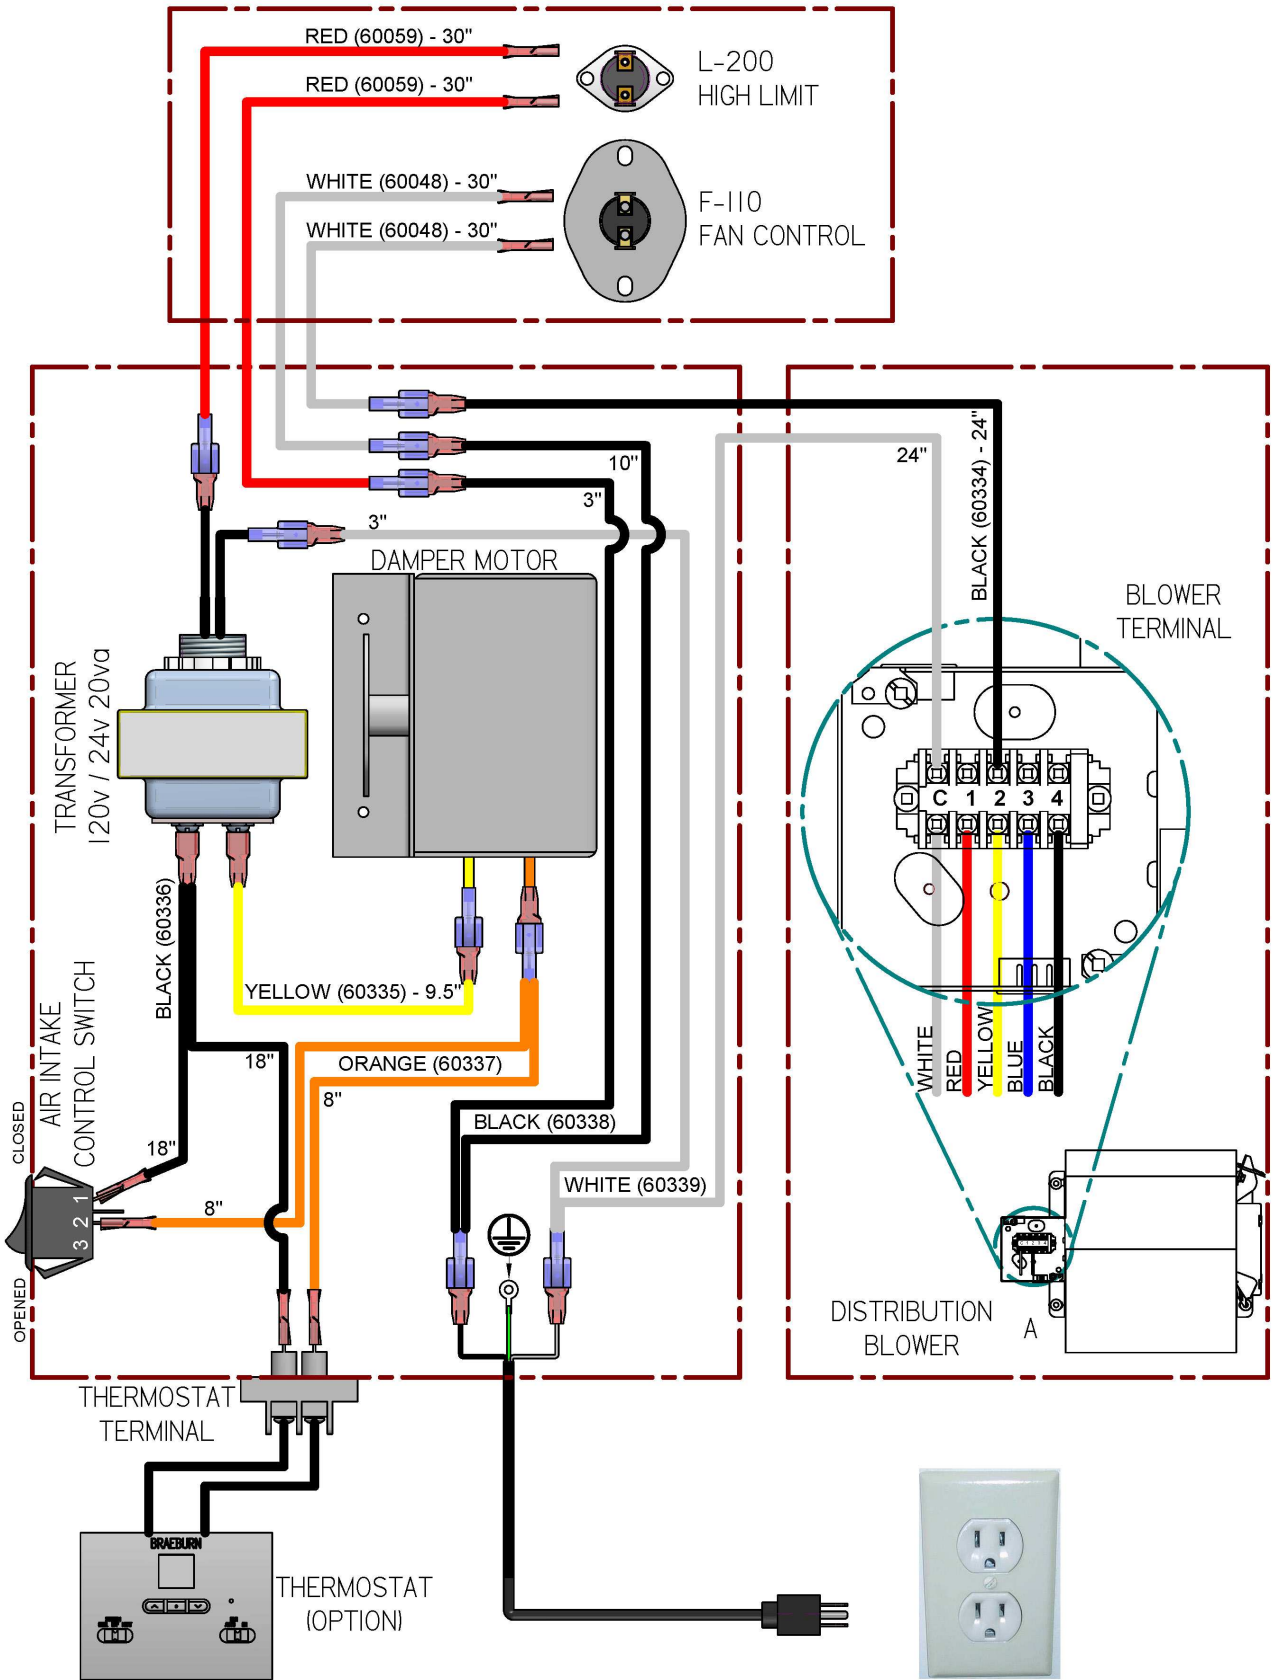 RED (60059) - 30"
RED (60059) - 30"
L-200
HIGH LIMIT
WHITE (60048) - 30"
WHITE (60048) - 30"
F-110
FAN CONTROL
10"
3"
3"
24"
BLACK (60334) - 24"
DAMPER MOTOR
TRANSFORMER
120v / 24v 20va
BLOWER
TERMINAL
C 1 2 3 4
BLACK (60336)
YELLOW (60335) - 9.5"
18"
ORANGE (60337)
8"
WHITE
RED
YELLOW
BLUE
BLACK
AIR INTAKE
CONTROL SWITCH
CLOSED
OPENED
18"
8"
1
2
3
BLACK (60338)
WHITE (60339)
DISTRIBUTION
BLOWER
A
THERMOSTAT
TERMINAL
BRAEBURN
THERMOSTAT
(OPTION)